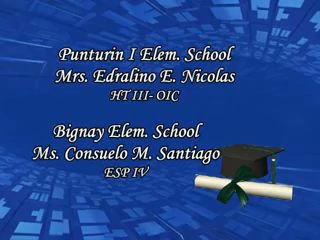 Punturin I Elem. School
Mrs. Edralino E. Nicolas
HT III- OIC
Bignay Elem. School
Ms. Consuelo M. Santiago
ESP IV